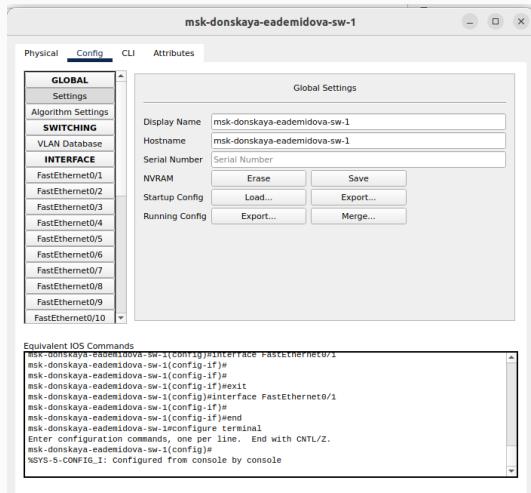 msk-donskaya-eademidova-sw-1
Physical Config CLI Attributes
GLOBAL
Settings
Algorithm Settings
SWITCHING
VLAN Database
INTERFACE
FastEthernet0/1
FastEthernet0/2
FastEthernet0/3
FastEthernet0/4
FastEthernet0/5
FastEthernet0/6
FastEthernet0/7
FastEthernet0/8
FastEthernet0/9
FastEthernet0/10
Global Settings
Display Name msk-donskaya-eademidova-sw-1
Hostname msk-donskaya-eademidova-sw-1
Serial Number Serial Number
NVRAM Erase Save
Startup Config Load... Export...
Running Config Export... Merge...
Equivalent IOS Commands
msk-donskaya-eademidova-sw-1(config)#interface FastEthernet0/1
msk-donskaya-eademidova-sw-1(config-if)#
msk-donskaya-eademidova-sw-1(config-if)#
msk-donskaya-eademidova-sw-1(config-if)#exit
msk-donskaya-eademidova-sw-1(config)#interface FastEthernet0/1
msk-donskaya-eademidova-sw-1(config-if)#
msk-donskaya-eademidova-sw-1(config-if)#end
msk-donskaya-eademidova-sw-1#configure terminal
Enter configuration commands, one per line. End with CNTL/Z.
msk-donskaya-eademidova-sw-1(config)#
%SYS-5-CONFIG_I: Configured from console by console